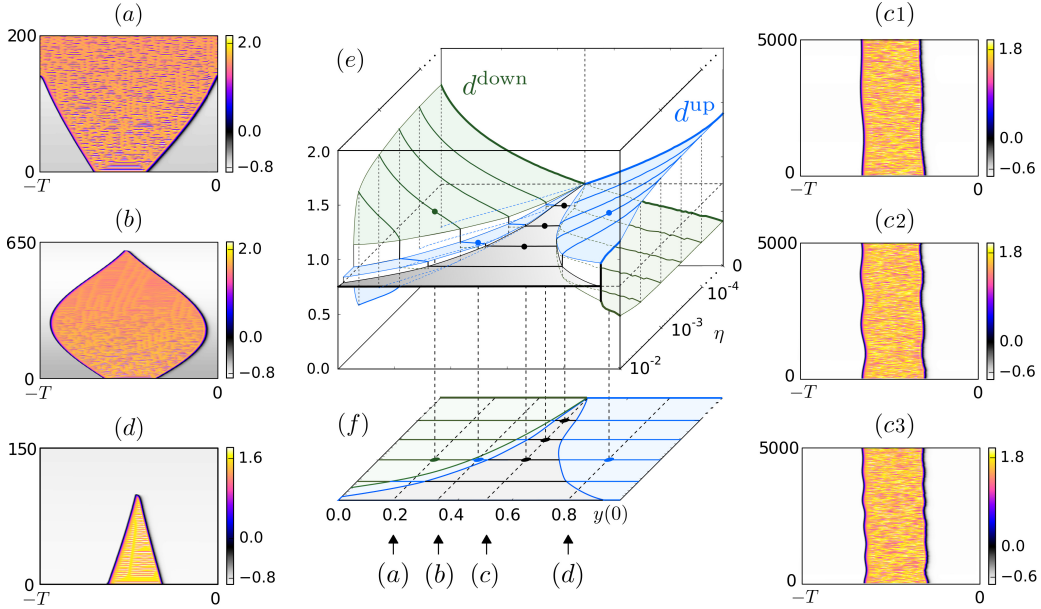 (a)
200
0
−T
0
2.0
0.0
−0.8
(b)
650
0
−T
0
2.0
0.0
−0.8
(d)
150
0
−T
0
1.6
0.0
−0.8
(e)
d^down
d^up
2.0
1.5
1.0
0.5
0.0
0
10^-4
10^-3
10^-2
η
(f)
0.0
0.2
0.4
0.6
0.8
y(0)
(a)
(b)
(c)
(d)
(c1)
5000
0
−T
0
1.8
0.0
−0.6
(c2)
5000
0
−T
0
1.8
0.0
−0.6
(c3)
5000
0
−T
0
1.8
0.0
−0.8